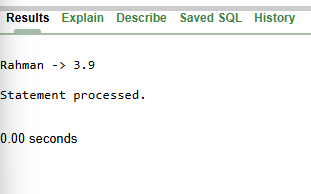 Results Explain Describe Saved SQL History
Rahman -> 3.9
Statement processed.
0.00 seconds